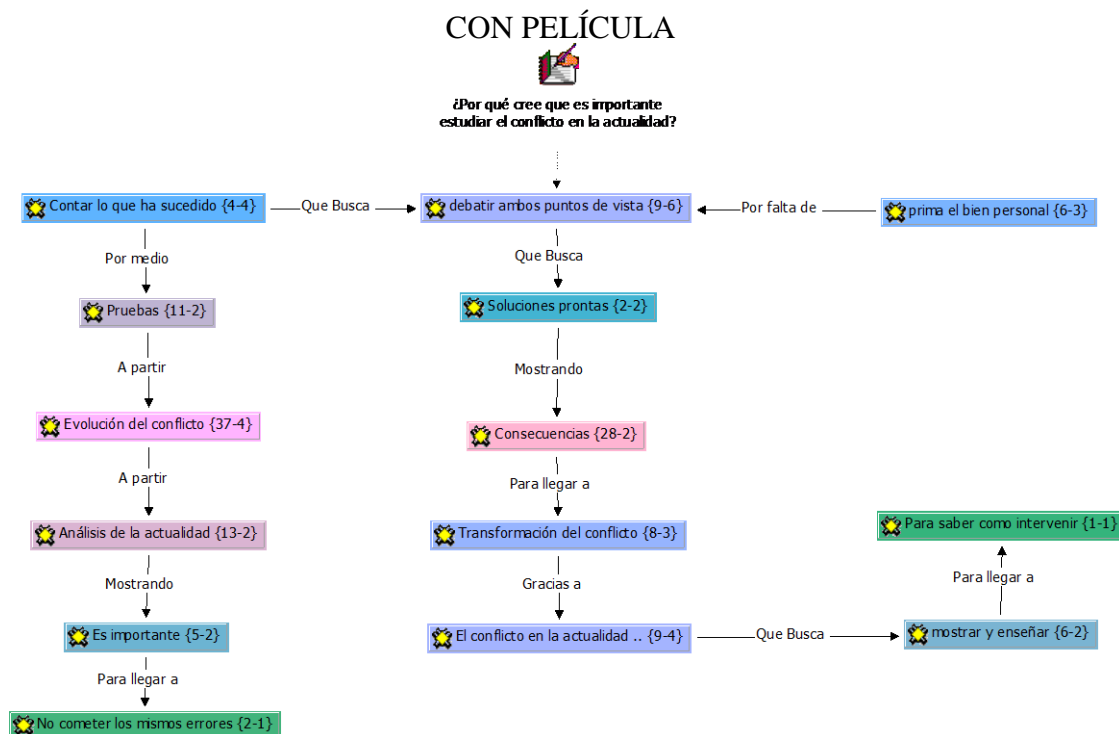 CON PELÍCULA
¿Por qué cree que es importante
estudiar el conflicto en la actualidad?
Contar lo que ha sucedido {4-4}
Que Busca
debatir ambos puntos de vista {9-6}
Por falta de
prima el bien personal {6-3}
Por medio
Que Busca
Pruebas {11-2}
Soluciones prontas {2-2}
A partir
Mostrando
Evolución del conflicto {37-4}
Consecuencias {28-2}
A partir
Para llegar a
Análisis de la actualidad {13-2}
Transformación del conflicto {8-3}
Para saber como intervenir {1-1}
Mostrando
Gracias a
Para llegar a
Es importante {5-2}
El conflicto en la actualidad .. {9-4}
Que Busca
mostrar y enseñar {6-2}
Para llegar a
No cometer los mismos errores {2-1}